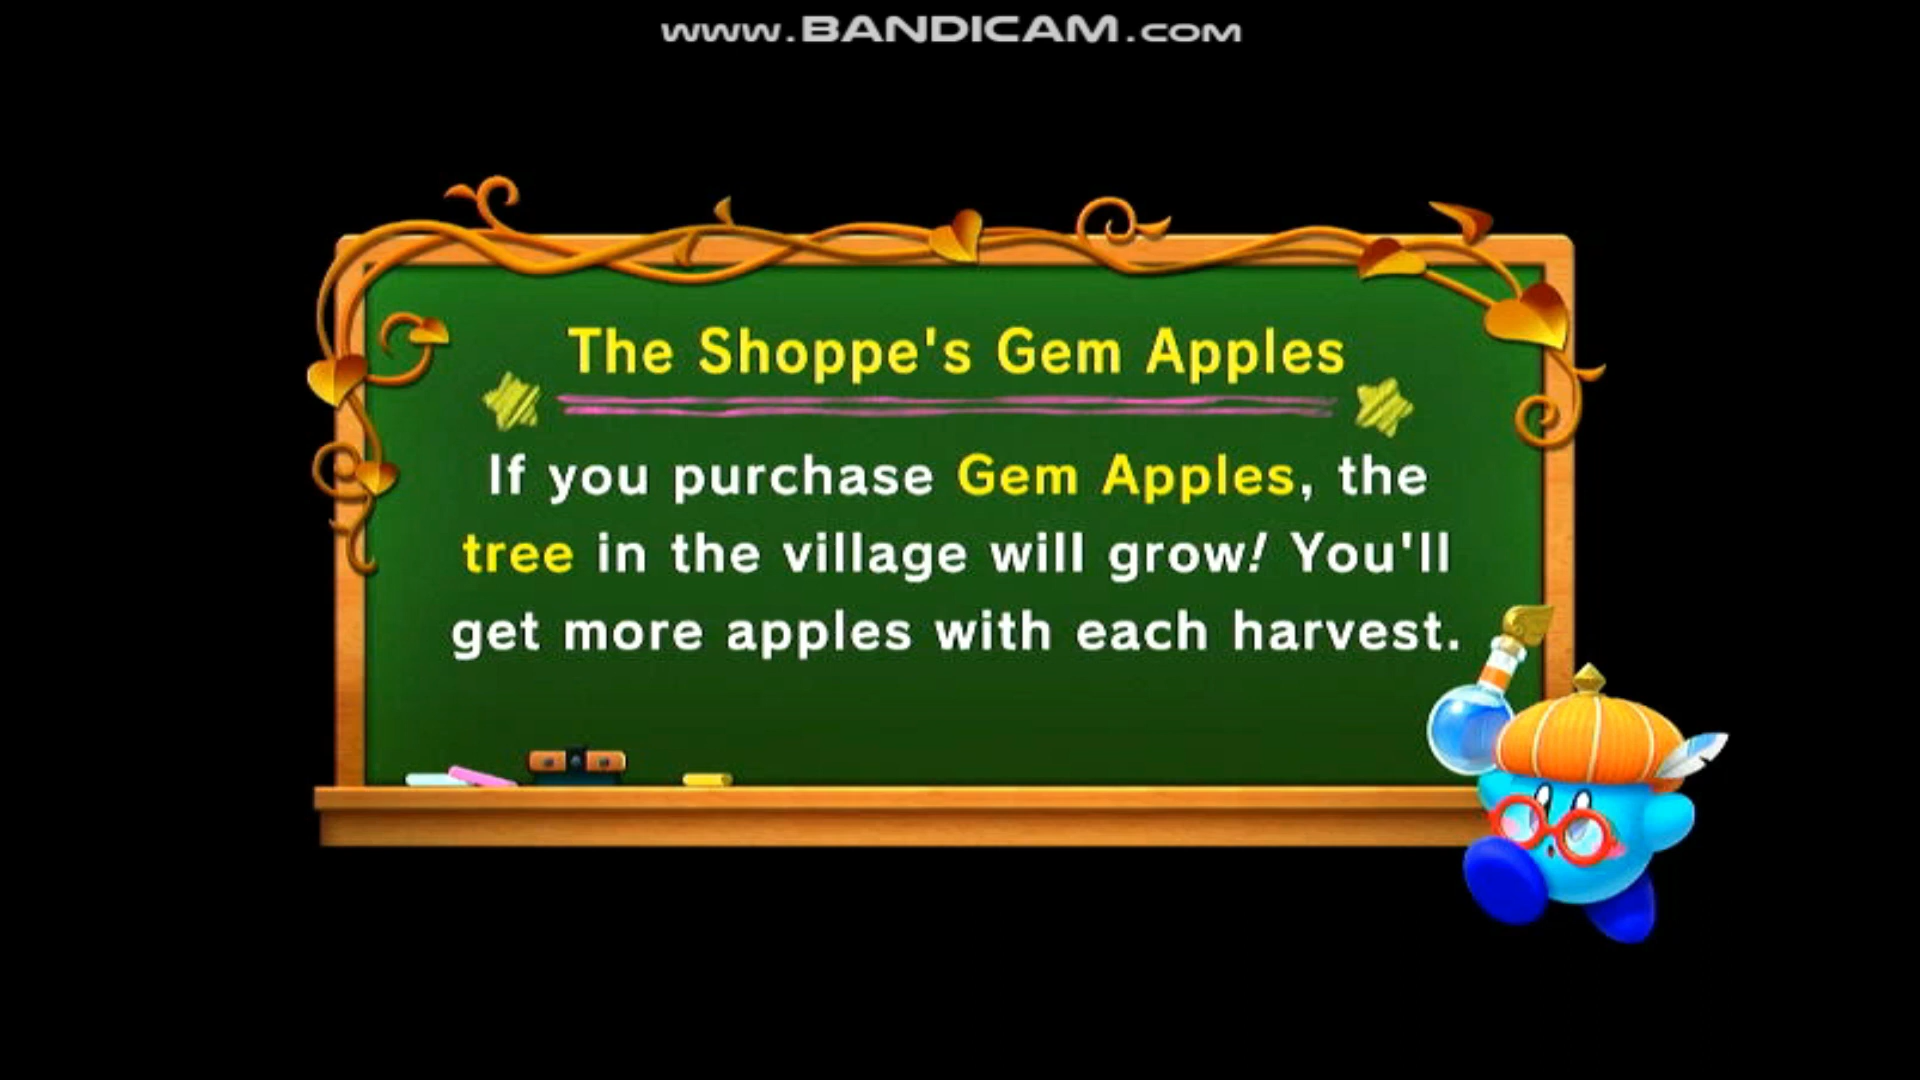 www.BANDICAM.com
The Shoppe's Gem Apples
If you purchase Gem Apples, the
tree in the village will grow! You'll
get more apples with each harvest.